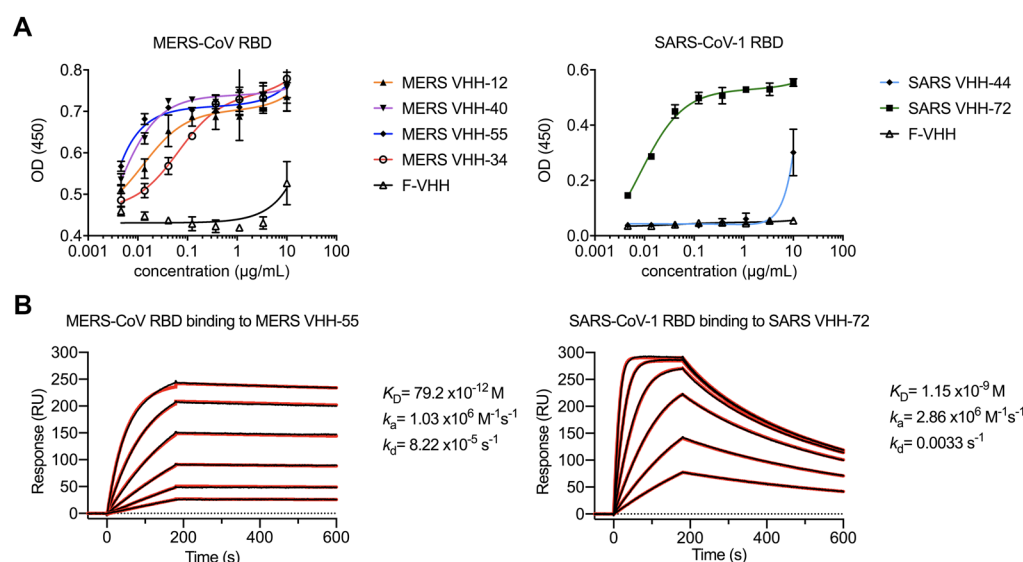 A
MERS-CoV RBD
0.8
0.7
0.6
0.5
0.4
OD (450)
0.001
0.01
0.1
1
10
100
concentration (µg/mL)
MERS VHH-12
MERS VHH-40
MERS VHH-55
MERS VHH-34
F-VHH
SARS-CoV-1 RBD
0.6
0.4
0.2
0.0
OD (450)
0.001
0.01
0.1
1
10
100
concentration (µg/mL)
SARS VHH-44
SARS VHH-72
F-VHH
B
MERS-CoV RBD binding to MERS VHH-55
300
250
200
150
100
50
0
Response (RU)
0
200
400
600
Time (s)
K_D= 79.2 x10⁻¹² M
kₐ= 1.03 x10⁶ M⁻¹s⁻¹
k_d= 8.22 x10⁻⁵ s⁻¹
SARS-CoV-1 RBD binding to SARS VHH-72
300
250
200
150
100
50
0
Response (RU)
0
200
400
600
Time (s)
K_D= 1.15 x10⁻⁹ M
kₐ= 2.86 x10⁶ M⁻¹s⁻¹
k_d= 0.0033 s⁻¹